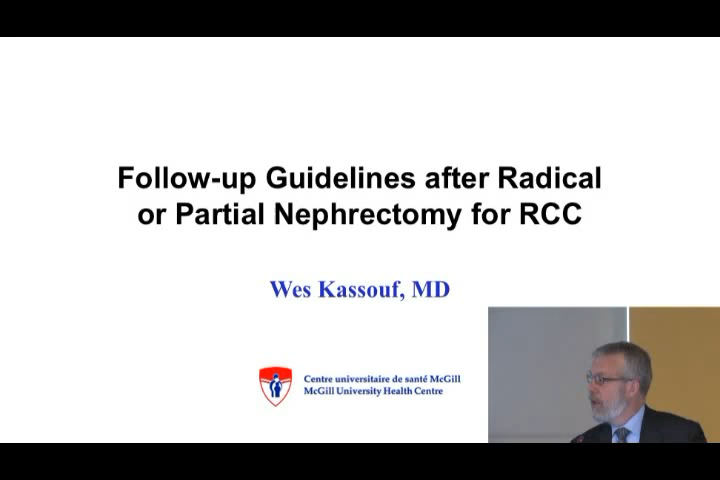 Follow-up Guidelines after Radical
or Partial Nephrectomy for RCC
Wes Kassouf, MD
Centre universitaire de santé McGill
McGill University Health Centre